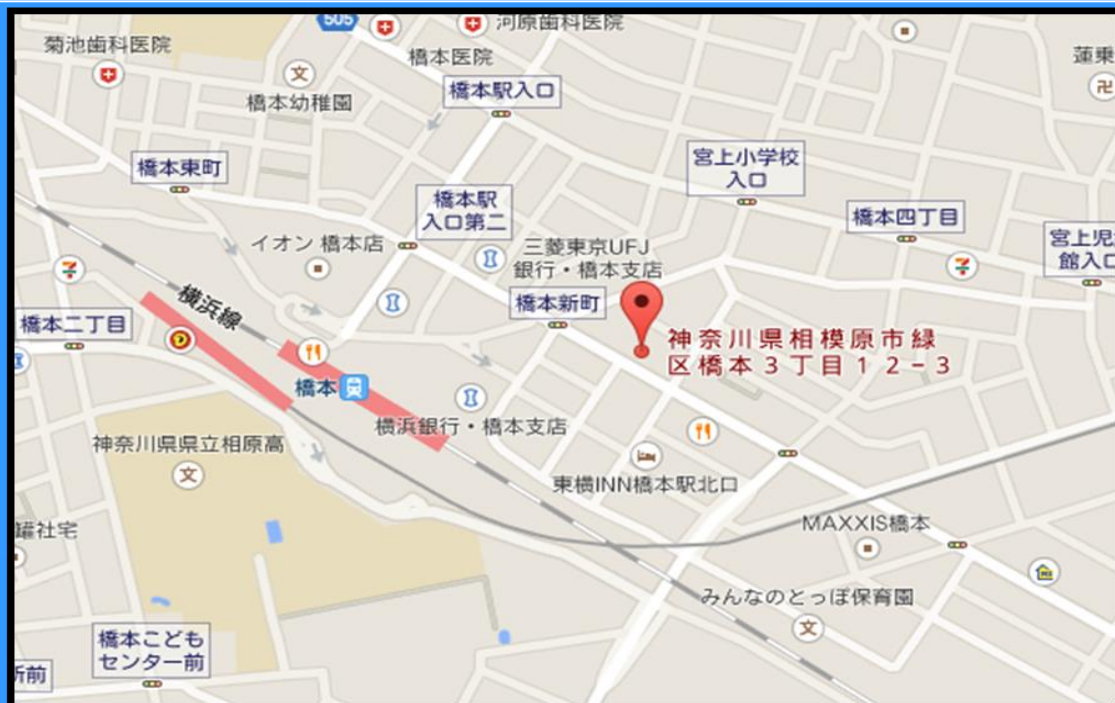 505
河原歯科医院
菊池歯科医院
橋本医院
蓮乗
橋本駅入口
橋本幼稚園
宮上小学校
入口
橋本東町
橋本駅
入口第二
橋本四丁目
イオン 橋本店
三菱東京UFJ
銀行・橋本支店
宮上児
館入口
横浜線
橋本新町
橋本二丁目
神奈川県相模原市緑
区橋本3丁目12-3
橋本
横浜銀行・橋本支店
神奈川県県立相原高
東横INN橋本駅北口
罐社宅
MAXXIS橋本
みんなのとっぽ保育園
橋本こども
センター前
所前